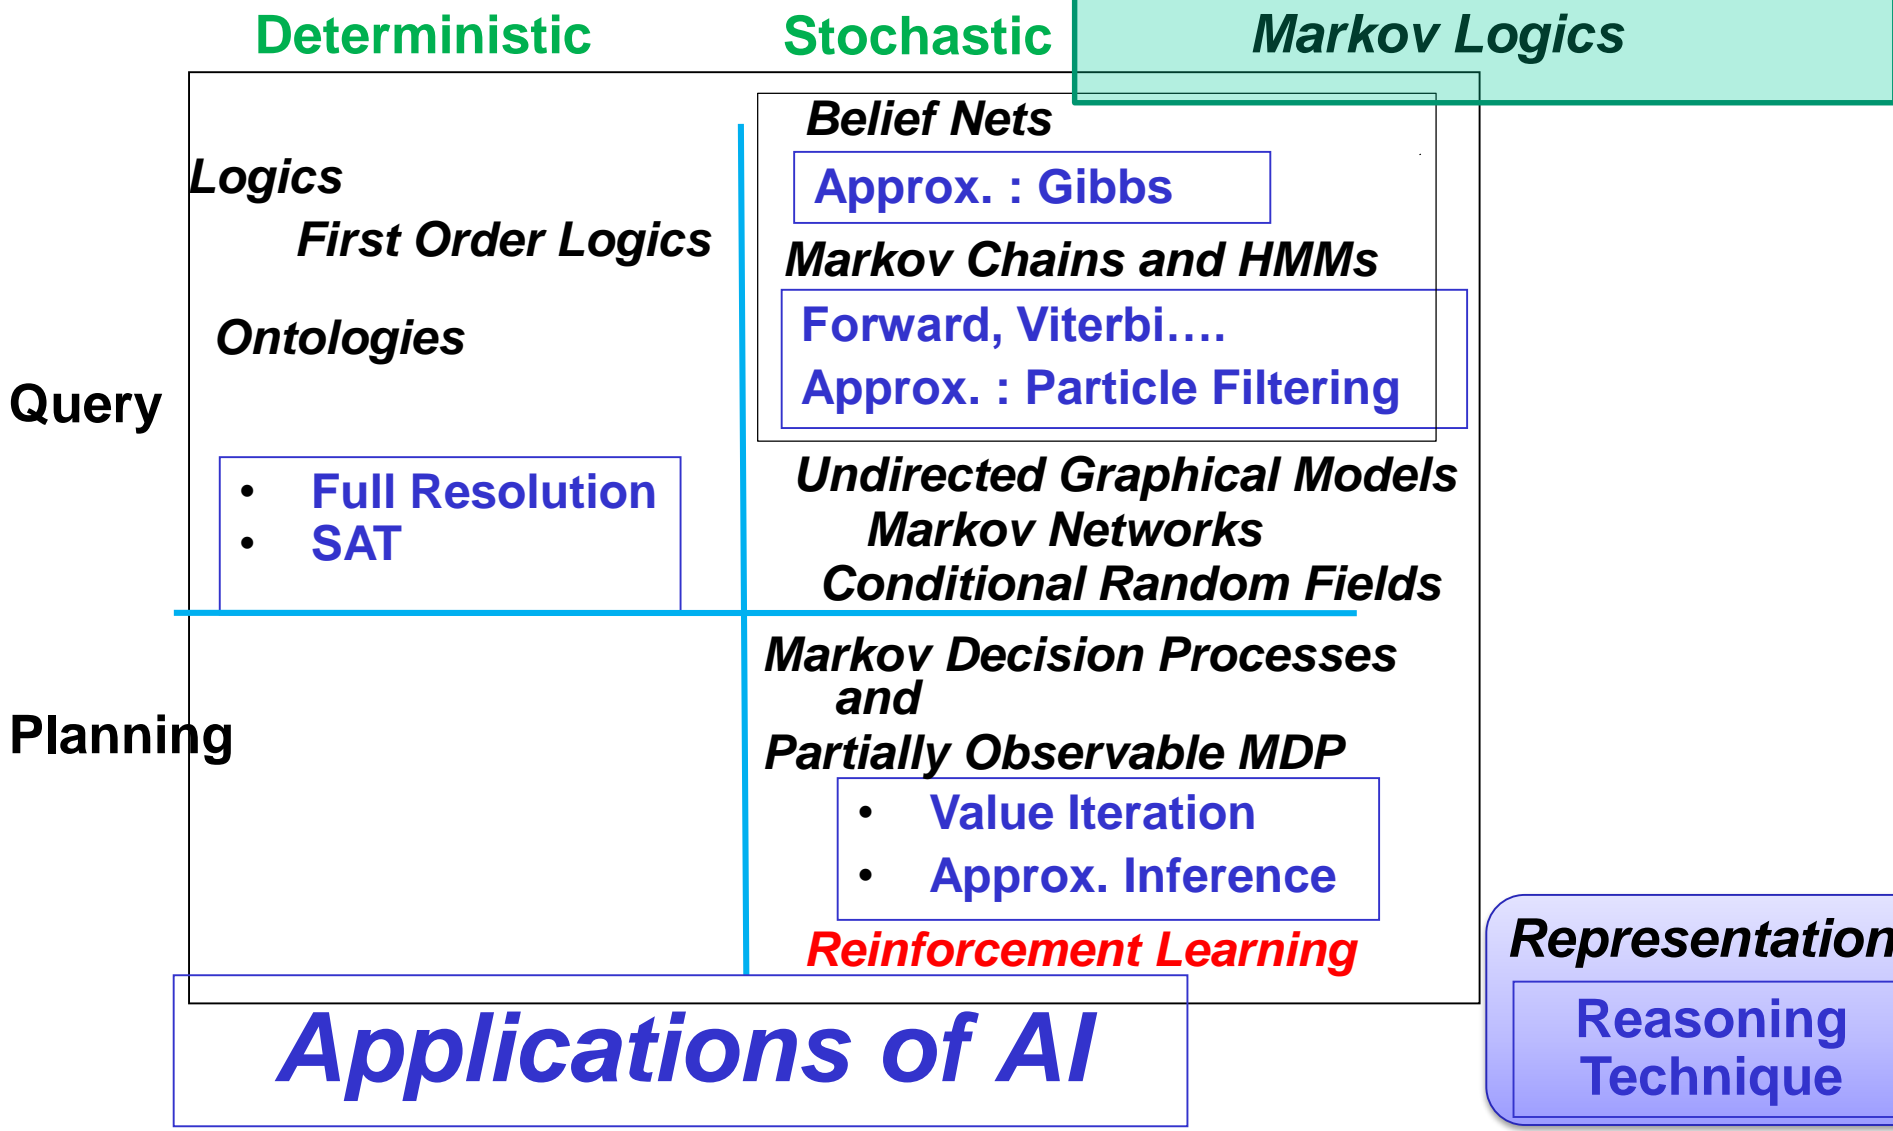 Deterministic
Stochastic
Markov Logics
Logics
First Order Logics
Ontologies
Query
• Full Resolution
• SAT
Belief Nets
Approx. : Gibbs
Markov Chains and HMMs
Forward, Viterbi….
Approx. : Particle Filtering
Undirected Graphical Models
Markov Networks
Conditional Random Fields
Planning
Markov Decision Processes
and
Partially Observable MDP
• Value Iteration
• Approx. Inference
Reinforcement Learning
Applications of AI
Representation
Reasoning
Technique